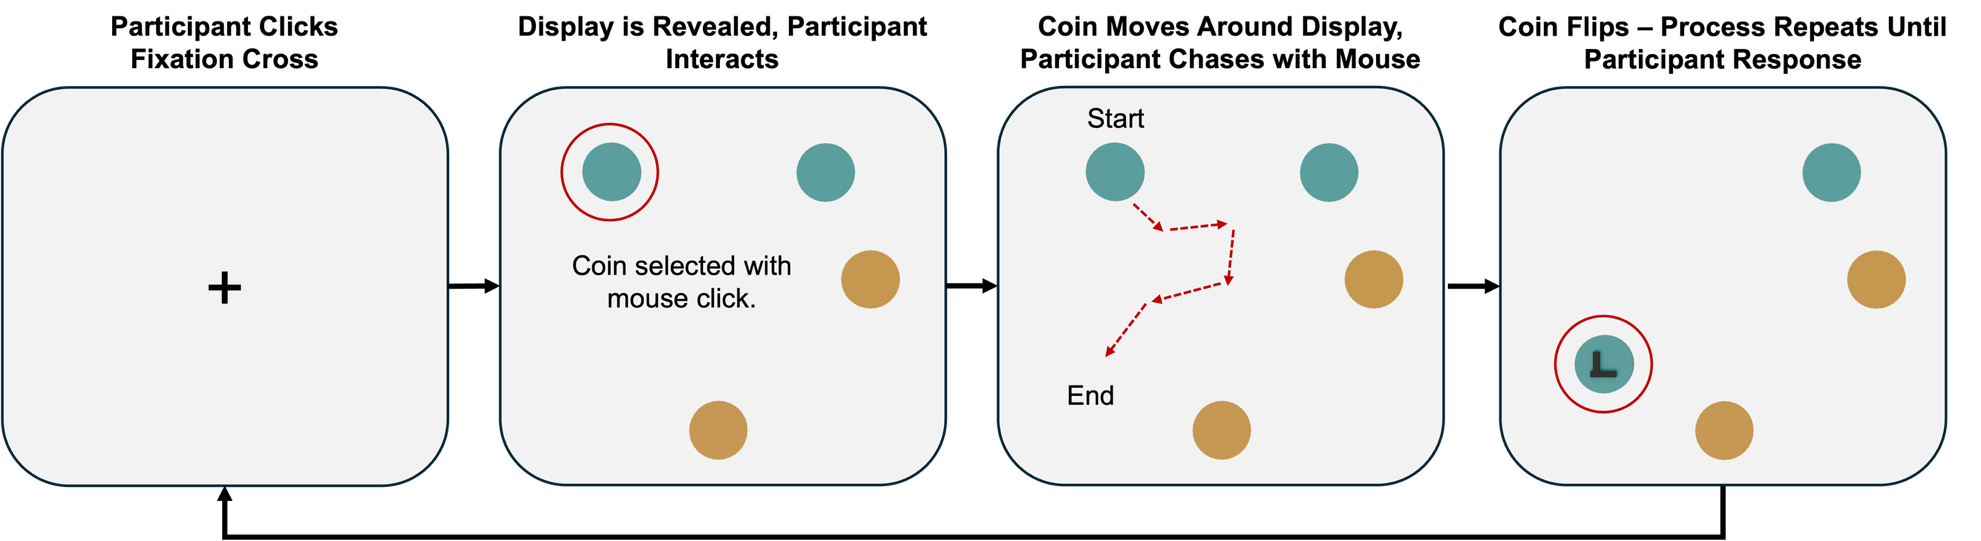 Participant Clicks
Fixation Cross
Display is Revealed, Participant
Interacts
Coin selected with
mouse click.
Coin Moves Around Display,
Participant Chases with Mouse
Start
End
Coin Flips – Process Repeats Until
Participant Response
L